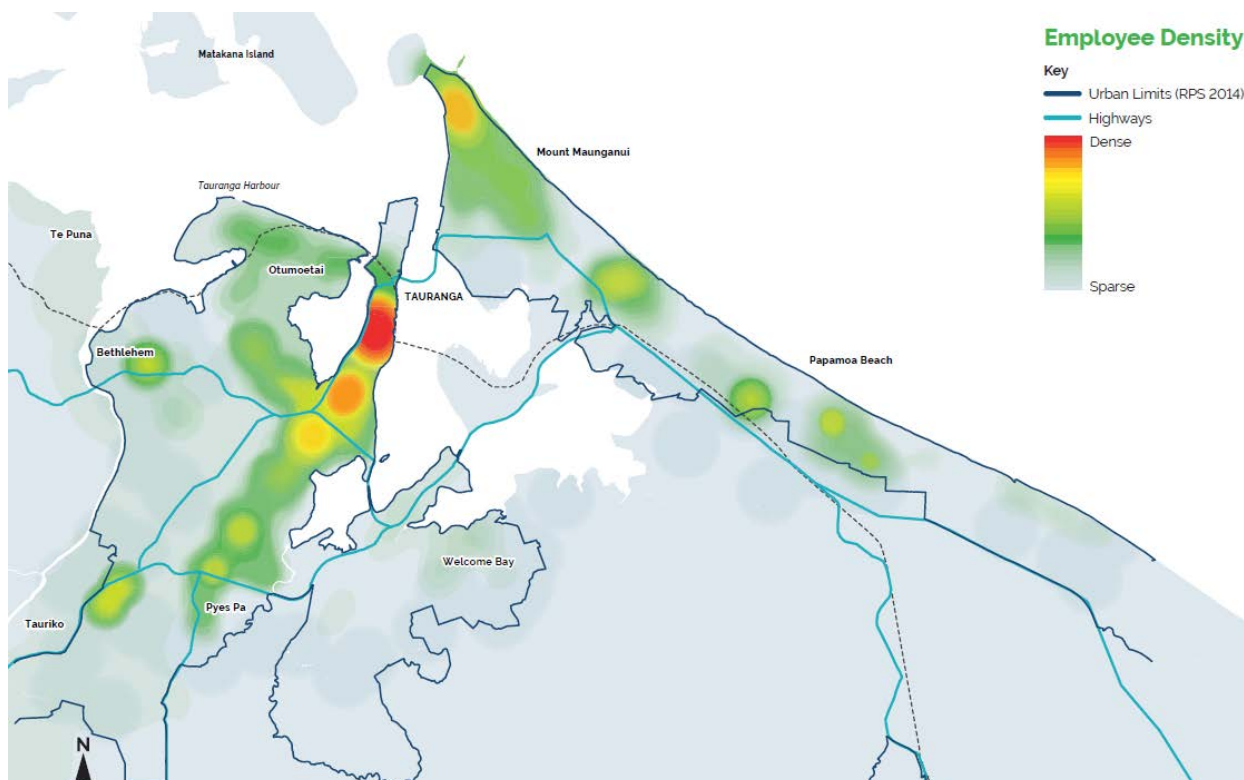 Employee Density
Key
Urban Limits (RPS 2014)
Highways
Dense
Sparse
Matakana Island
Mount Maunganui
Tauranga Harbour
Te Puna
Otumoetai
TAURANGA
Bethlehem
Papamoa Beach
Welcome Bay
Pyes Pa
Tauriko
N